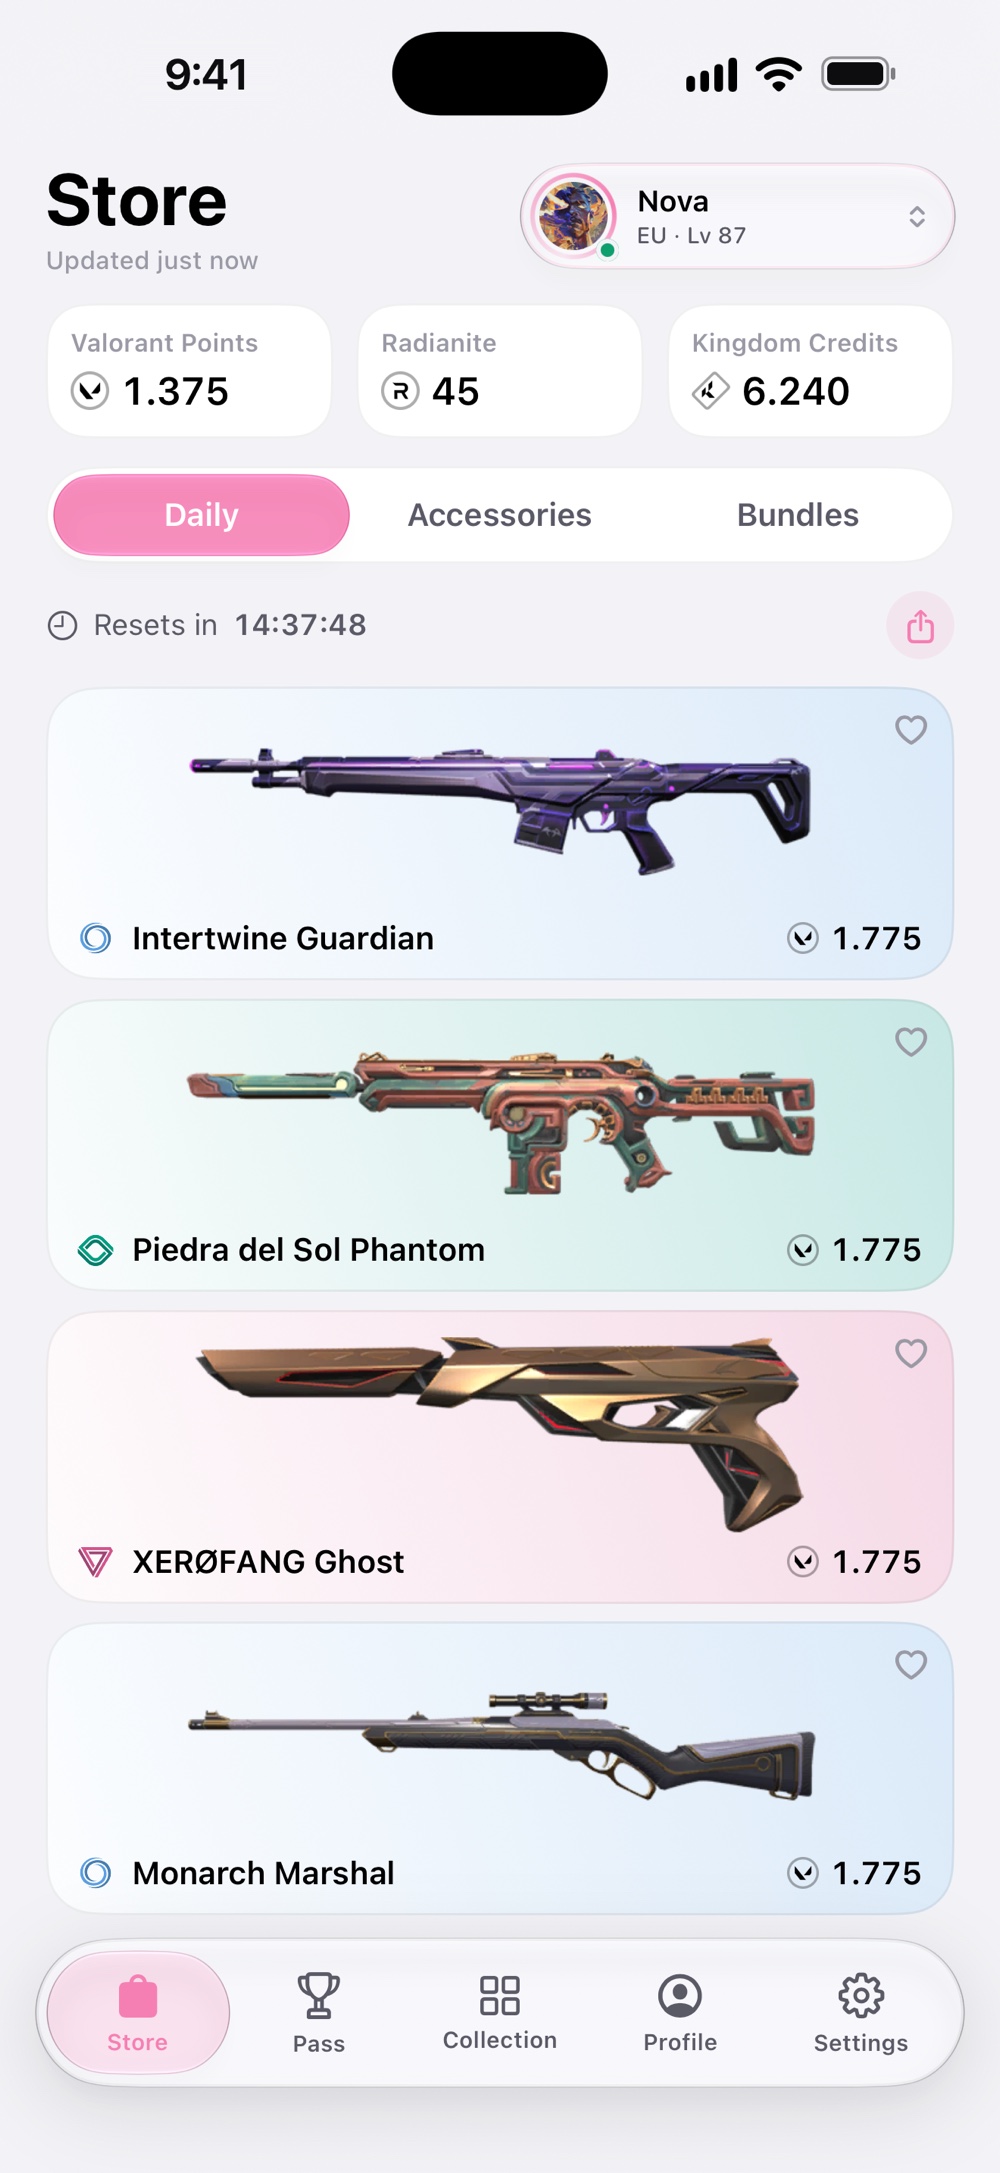 9:41
Store
Updated just now
Nova
EU · Lv 87
Valorant Points
1.375
Radianite
45
Kingdom Credits
6.240
Daily
Accessories
Bundles
Resets in 14:37:48
Intertwine Guardian
1.775
Piedra del Sol Phantom
1.775
XERØFANG Ghost
1.775
Monarch Marshal
1.775
Store
Pass
Collection
Profile
Settings